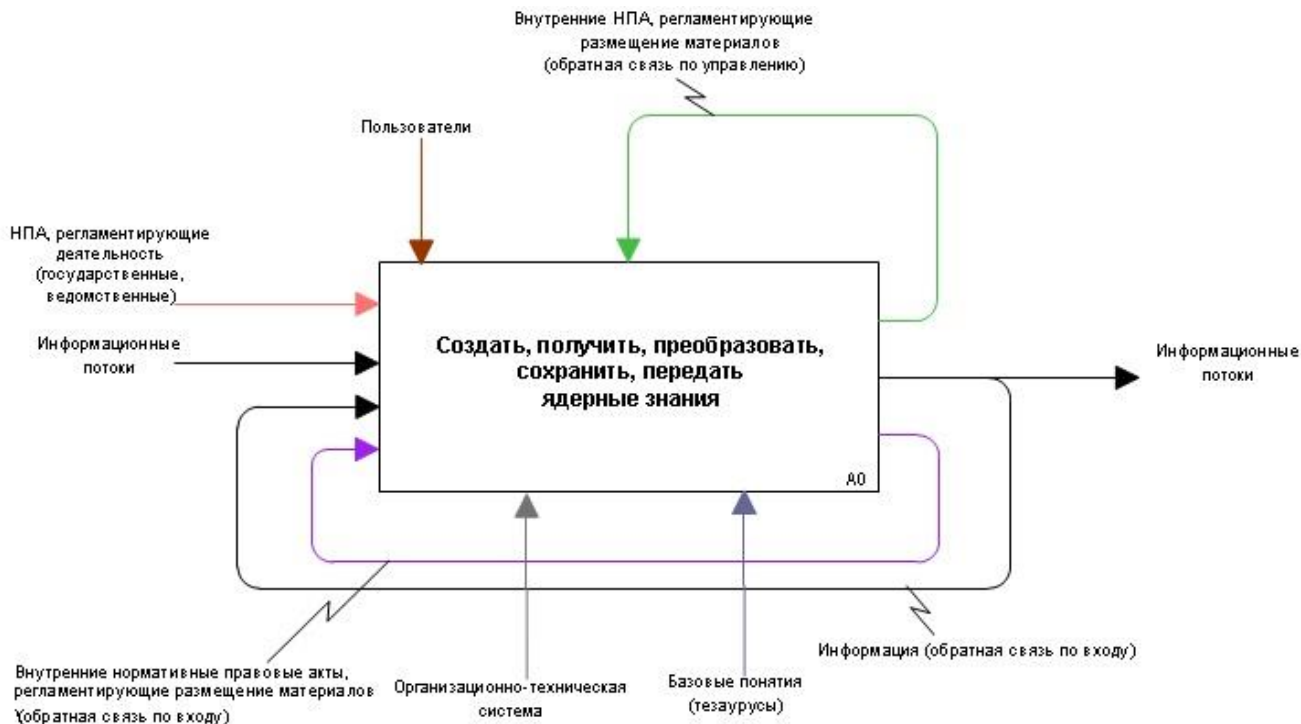 Внутренние НПА, регламентирующие
размещение материалов
(обратная связь по управлению)
Пользователи
НПА, регламентирующие
деятельность
(государственные,
ведомственные)
Информационные
потоки
Создать, получить, преобразовать,
сохранить, передать
ядерные знания
A0
Информационные
потоки
Внутренние нормативные правовые акты,
регламентирующие размещение материалов
(обратная связь по входу)
Организационно-техническая
система
Базовые понятия
(тезаурусы)
Информация (обратная связь по входу)